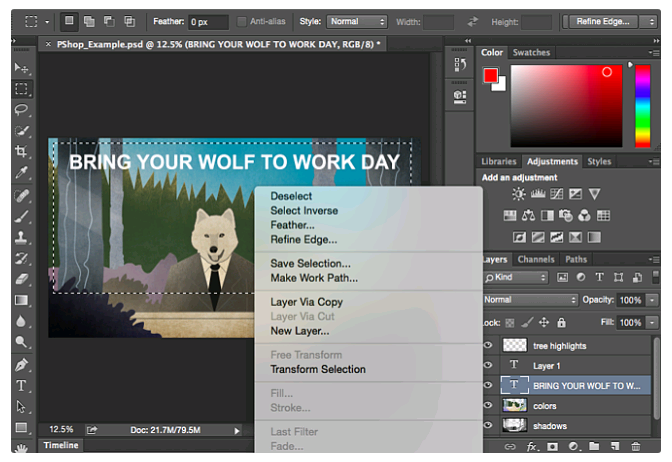 Feather: 0 px Anti-alias Style: Normal Width: Height: Refine Edge...
× PShop_Example.psd @ 12.5% (BRING YOUR WOLF TO WORK DAY, RGB/8) *
Color Swatches
BRING YOUR WOLF TO WORK DAY
Libraries Adjustments Styles
Add an adjustment
Deselect
Select Inverse
Feather...
Refine Edge...
Save Selection...
Make Work Path...
Layer Via Copy
Layer Via Cut
New Layer...
Free Transform
Transform Selection
Fill...
Stroke...
Last Filter
Fade...
Layers Channels Paths
Kind
Normal Opacity: 100%
Lock: Fill: 100%
tree highlights
T Layer 1
T BRING YOUR WOLF TO W...
colors
shadows
fx
12.5% Doc: 21.7M/79.5M
Timeline